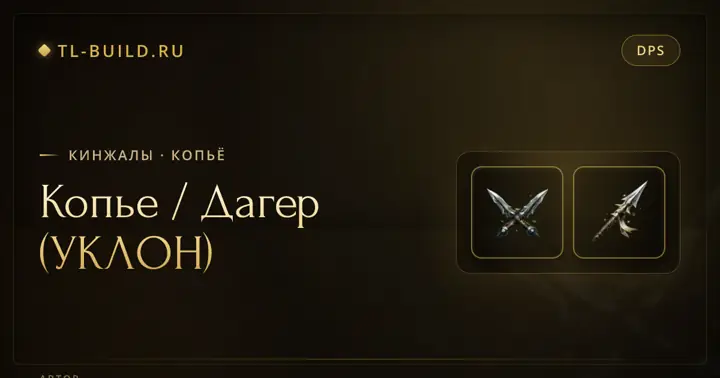 TL-BUILD.RU
DPS
КИНЖАЛЫ · КОПЬЁ
Копье / Дагер
(УКЛОН)